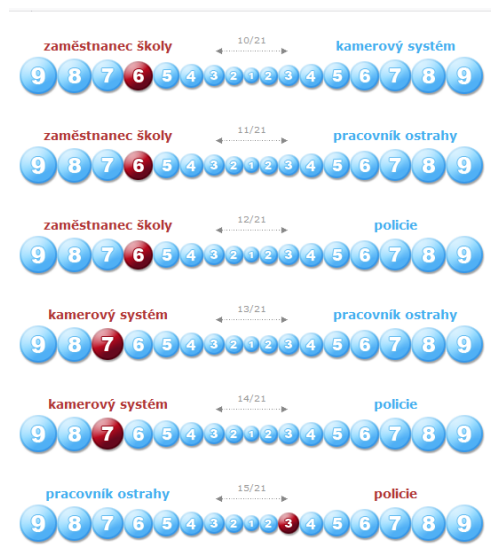 10/21
zaměstnanec školy kamerový systém
9 8 7 6 5 4 3 2 1 2 3 4 5 6 7 8 9
11/21
zaměstnanec školy pracovník ostrahy
9 8 7 6 5 4 3 2 1 2 3 4 5 6 7 8 9
12/21
zaměstnanec školy policie
9 8 7 6 5 4 3 2 1 2 3 4 5 6 7 8 9
13/21
kamerový systém pracovník ostrahy
9 8 7 6 5 4 3 2 1 2 3 4 5 6 7 8 9
14/21
kamerový systém policie
9 8 7 6 5 4 3 2 1 2 3 4 5 6 7 8 9
15/21
pracovník ostrahy policie
9 8 7 6 5 4 3 2 1 2 3 4 5 6 7 8 9